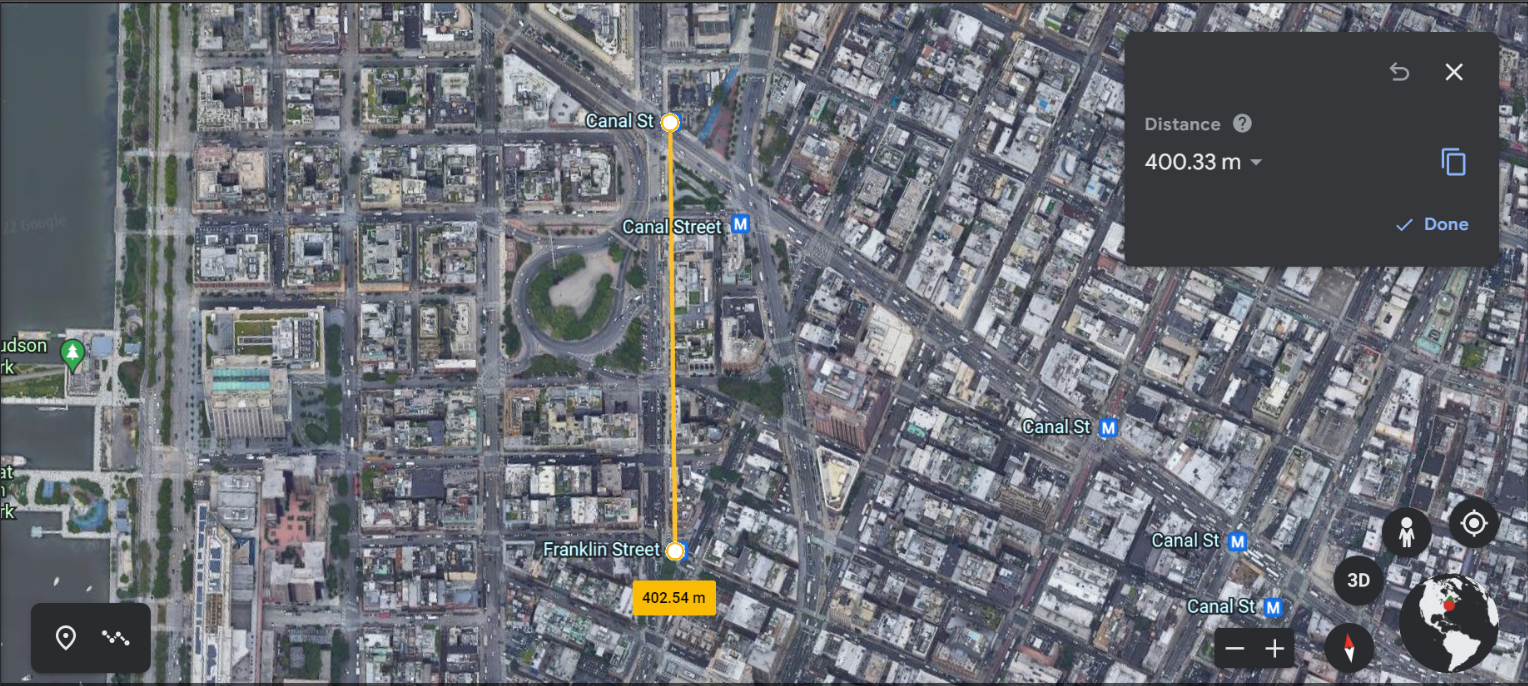 Canal St
Distance ?
400.33 m
Done
22 Google
Canal Street M
udson
rk
Canal St M
at
rk
Franklin Street
Canal St M
3D
402.54 m
Canal St M